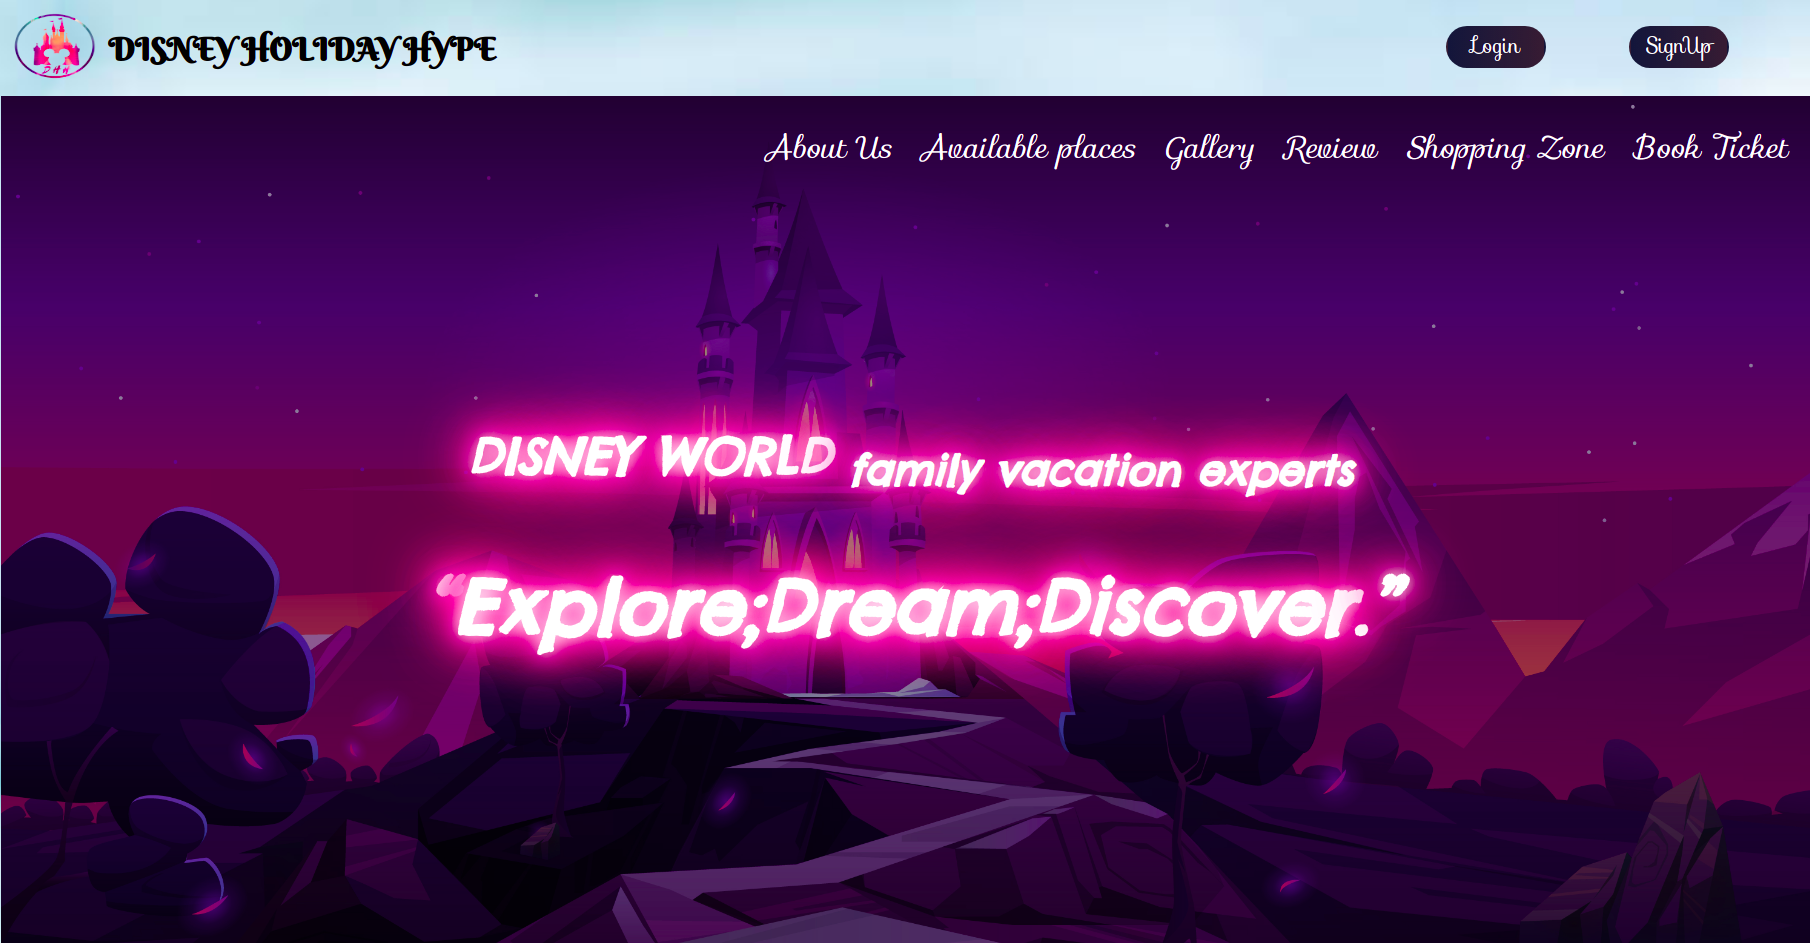 DHH
DISNEY HOLIDAY HYPE
Login
SignUp
About Us
Available places
Gallery
Review
Shopping Zone
Book Ticket
DISNEY WORLD family vacation experts
“Explore;Dream;Discover.”